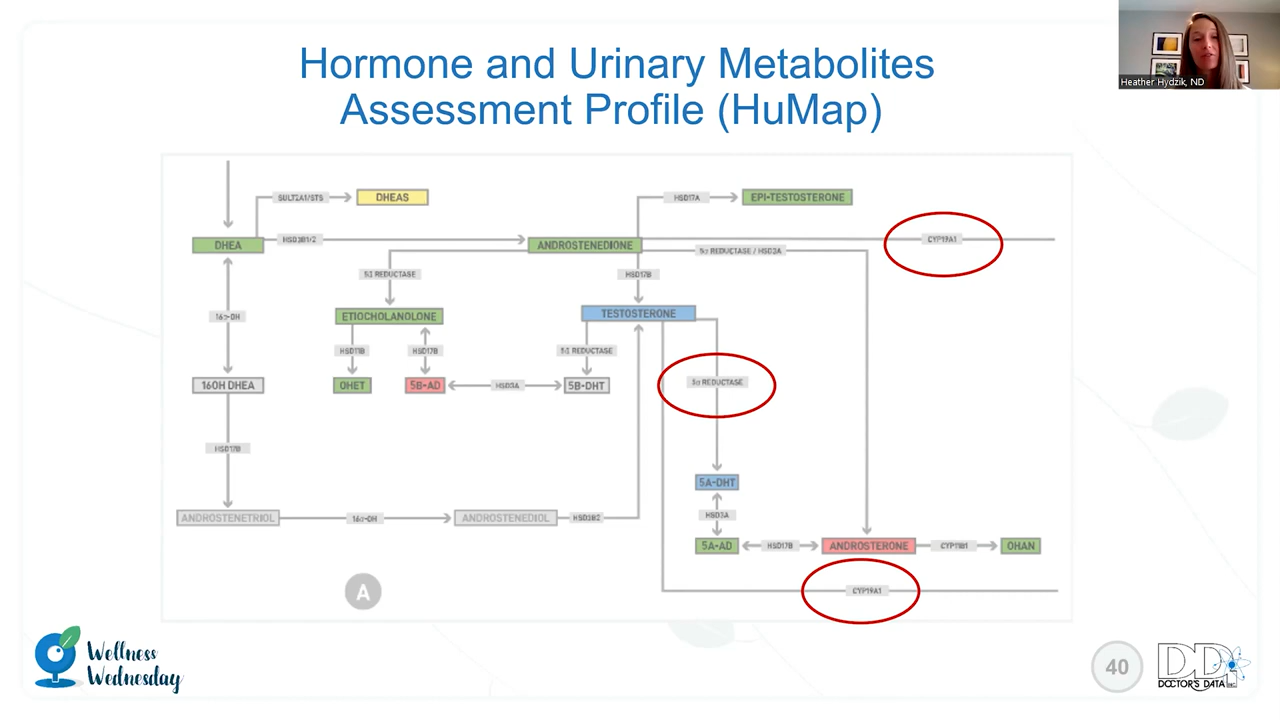 Hormone and Urinary Metabolites
Assessment Profile (HuMap)
Heather Hydzik, ND
SULT2A1/STS
DHEAS
HSD17A
EPI-TESTOSTERONE
DHEA
HSD3B1/2
ANDROSTENEDIONE
CYP19A1
5α REDUCTASE / HSD3A
5β REDUCTASE
HSD17B
16α-OH
ETIOCHOLANOLONE
TESTOSTERONE
HSD11B
HSD17B
5β REDUCTASE
16OH DHEA
OHET
5B-AD
HSD3A
5B-DHT
5α REDUCTASE
HSD17B
5A-DHT
HSD3A
ANDROSTENETRIOL
16α-OH
ANDROSTENEDIOL
HSD3B2
5A-AD
HSD17B
ANDROSTERONE
CYP11B1
OHAN
A
CYP19A1
Wellness
Wednesday
40
DDI
DOCTOR'S DATA INC.